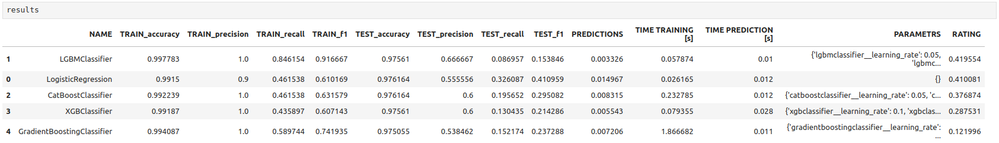 results
NAME TRAIN_accuracy TRAIN_precision TRAIN_recall TRAIN_f1 TEST_accuracy TEST_precision TEST_recall TEST_f1 PREDICTIONS TIME TRAINING [s] TIME PREDICTION [s] PARAMETRS RATING
1 LGBMClassifier 0.997783 1.0 0.846154 0.916667 0.97561 0.666667 0.086957 0.153846 0.003326 0.057874 0.01 {'lgbmclassifier__learning_rate': 0.05, 'lgbmc... 0.419554
0 LogisticRegression 0.9915 0.9 0.461538 0.610169 0.976164 0.555556 0.326087 0.410959 0.014967 0.026165 0.012 {} 0.410081
2 CatBoostClassifier 0.992239 1.0 0.461538 0.631579 0.976164 0.6 0.195652 0.295082 0.008315 0.232785 0.012 {'catboostclassifier__learning_rate': 0.05, 'c... 0.376874
3 XGBClassifier 0.99187 1.0 0.435897 0.607143 0.97561 0.6 0.130435 0.214286 0.005543 0.079355 0.028 {'xgbclassifier__learning_rate': 0.1, 'xgbclas... 0.287531
4 GradientBoostingClassifier 0.994087 1.0 0.589744 0.741935 0.975055 0.538462 0.152174 0.237288 0.007206 1.866682 0.011 {'gradientboostingclassifier__learning_rate': ... 0.121996